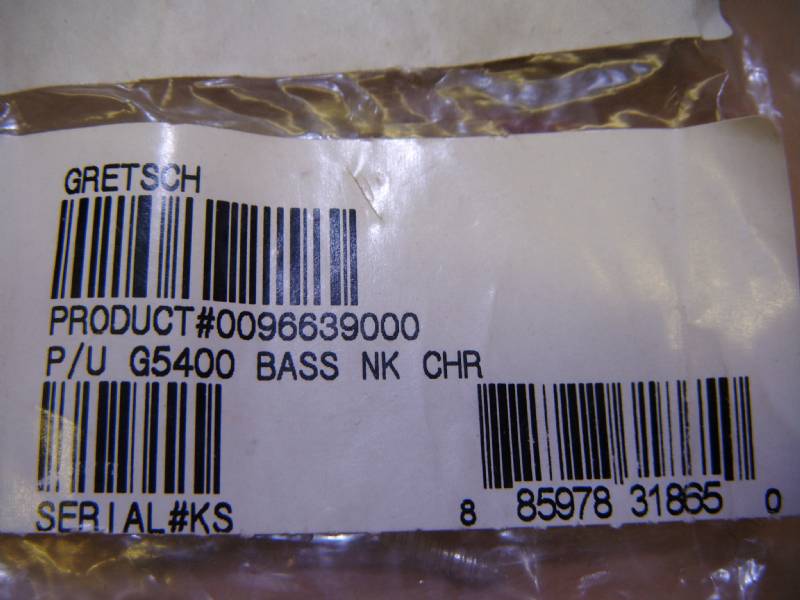 GRETSCH
PRODUCT#0096639000
P/U G5400 BASS NK CHR
SERIAL#KS
8 85978 31865 0